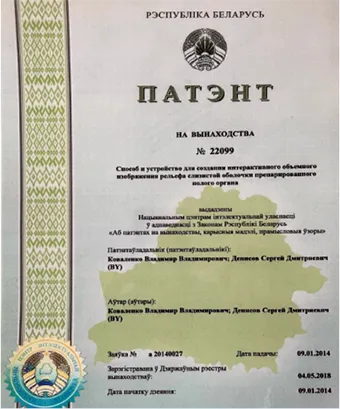 РЭСПУБЛІКА БЕЛАРУСЬ
ПАТЭНТ
НА ВЫНАХОДСТВА
№ 22099
Способ и устройство для создания интерактивного объемного
изображения рельефа слизистой оболочки препарированного
полого органа
выдадзены
Нацыянальным цэнтрам інтэлектуальнай уласнасці
ў адпаведнасці з Законам Рэспублікі Беларусь
«Аб патэнтах на вынаходствы, карысныя мадэлі, прамысловыя ўзоры»
Патэнтаўладальнік (патэнтаўладальнікі):
Коваленко Владимир Владимирович; Денисов Сергей Дмитриевич
(BY)
Аўтар (аўтары):
Коваленко Владимир Владимирович; Денисов Сергей Дмитриевич
(BY)
Заяўка № a 20140027 Дата падачы: 09.01.2014
Зарэгістравана ў Дзяржаўным рэестры
вынаходстваў: 04.05.2018
Дата пачатку дзеяння: 09.01.2014